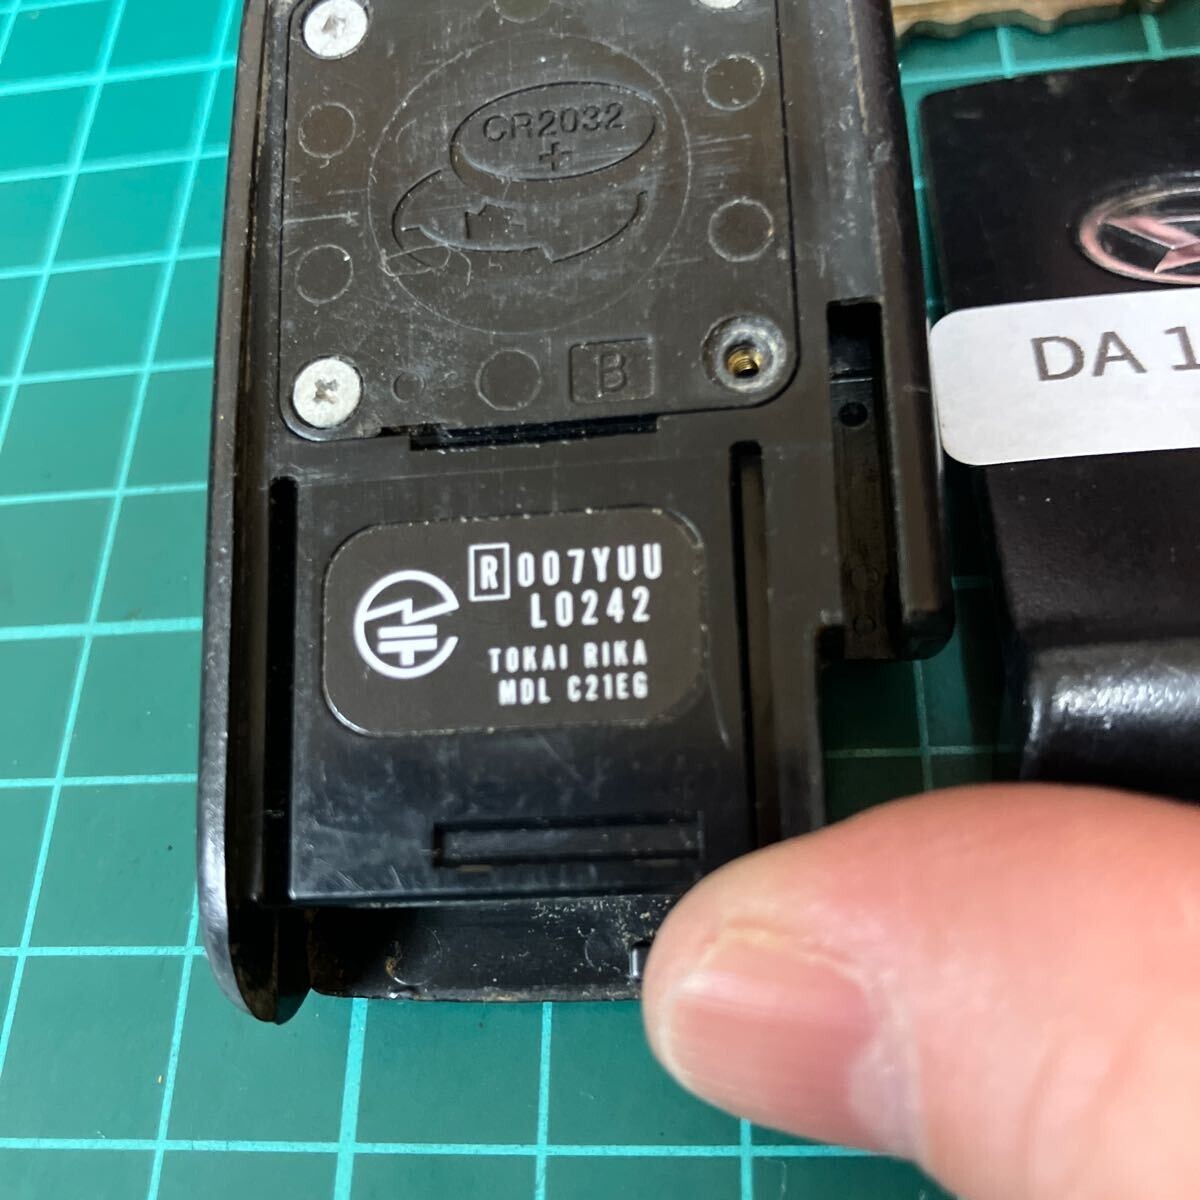 CR2032
+
B
DA 1
R 007YUU
L0242
TOKAI RIKA
MDL C21EG